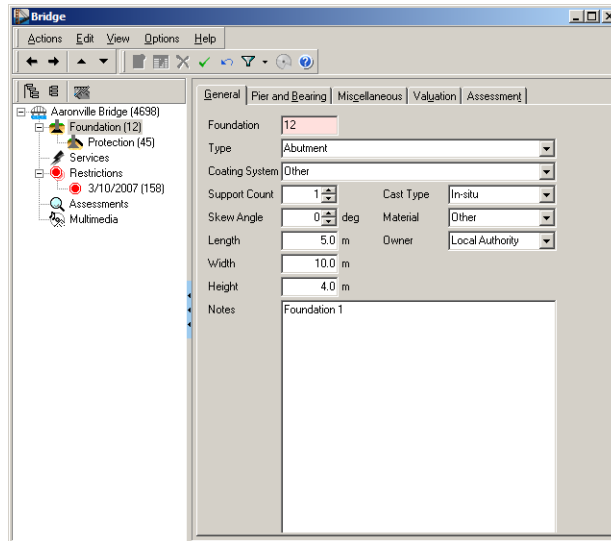 Bridge
Actions Edit View Options Help
General Pier and Bearing Miscellaneous Valuation Assessment
Aaronville Bridge (4698)
Foundation (12)
Protection (45)
Services
Restrictions
3/10/2007 (158)
Assessments
Multimedia
Foundation 12
Type Abutment
Coating System Other
Support Count 1 Cast Type In-situ
Skew Angle 0 deg Material Other
Length 5.0 m Owner Local Authority
Width 10.0 m
Height 4.0 m
Notes Foundation 1